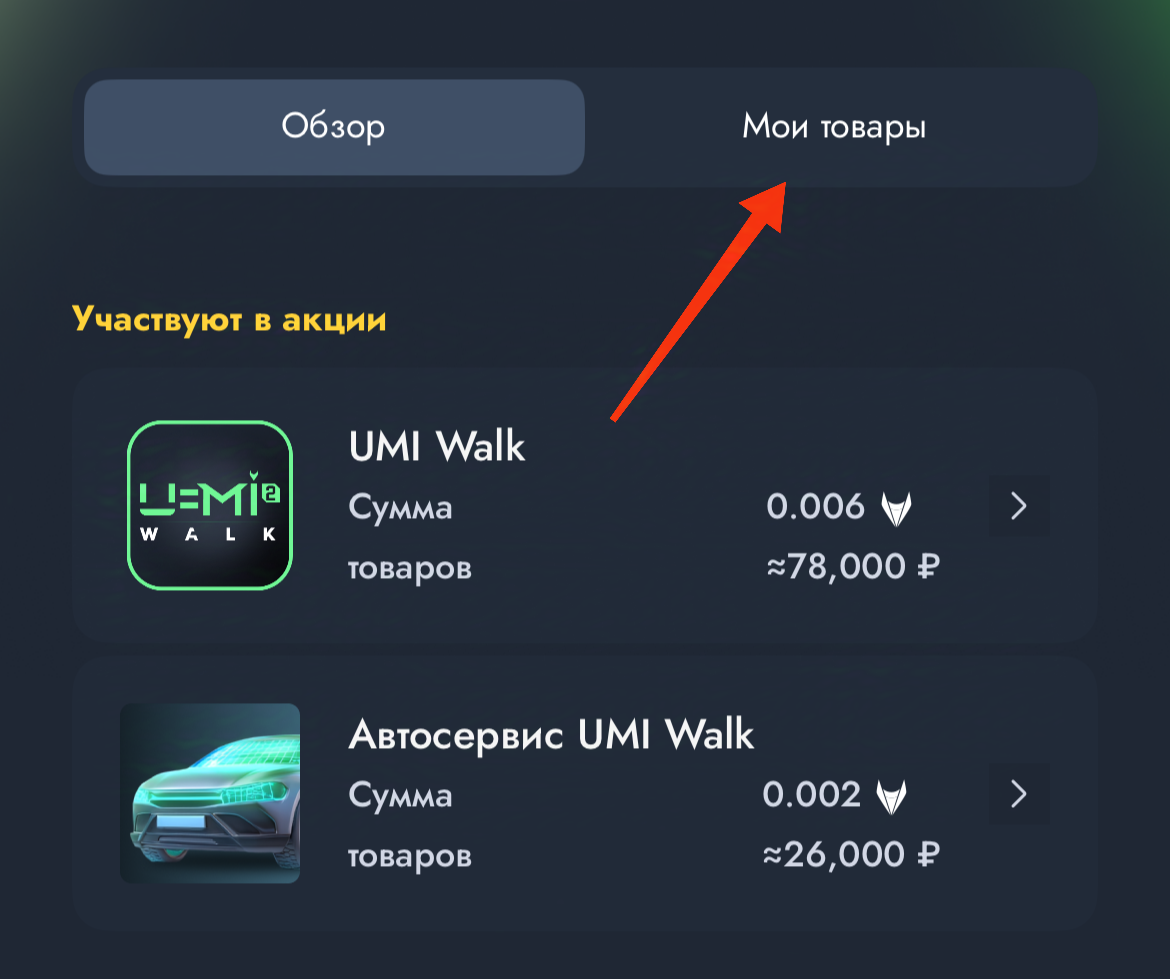 Обзор
Мои товары
Участвуют в акции
UMI 2
WALK
UMI Walk
Сумма 0.006
товаров ≈78,000 ₽
Автосервис UMI Walk
Сумма 0.002
товаров ≈26,000 ₽